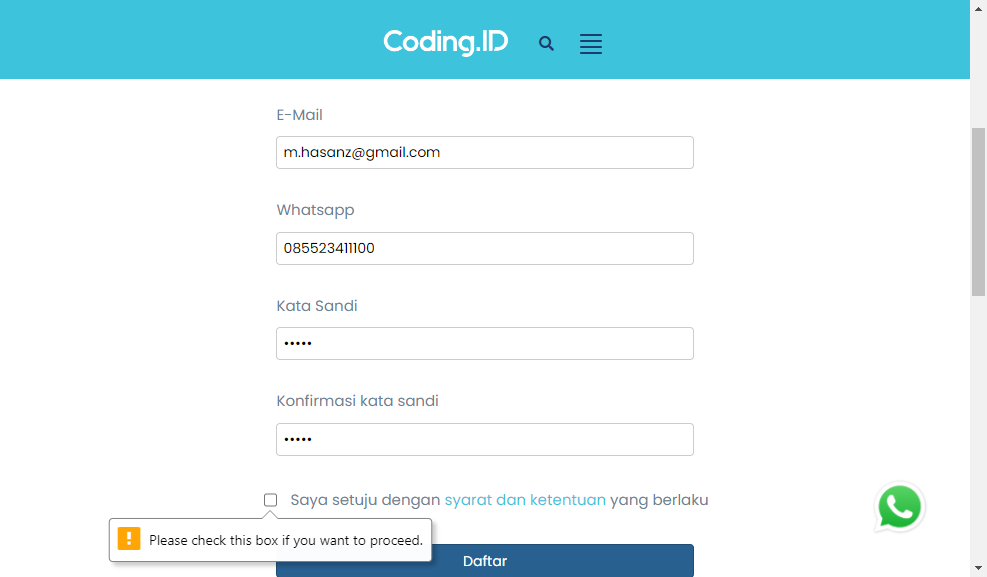 Coding.ID
E-Mail
m.hasanz@gmail.com
Whatsapp
085523411100
Kata Sandi
•••••
Konfirmasi kata sandi
•••••
Saya setuju dengan syarat dan ketentuan yang berlaku
! Please check this box if you want to proceed.
Daftar